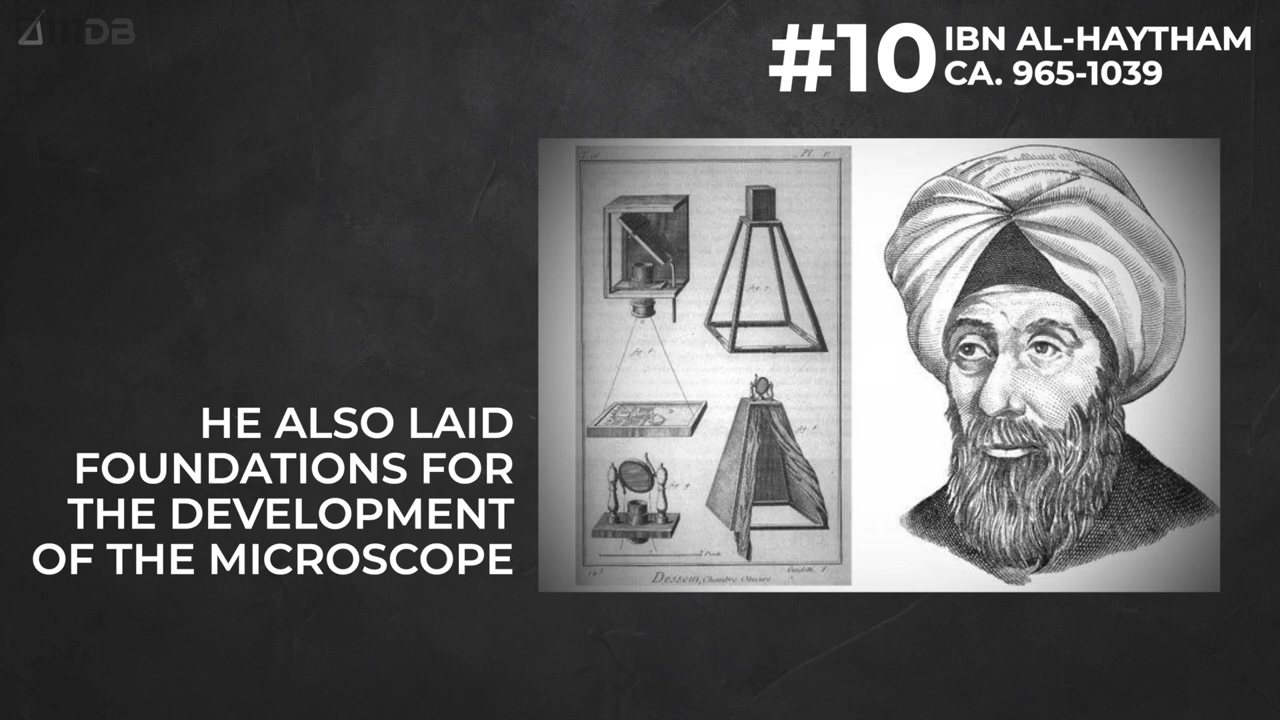 #10
IBN AL-HAYTHAM
CA. 965-1039
HE ALSO LAID
FOUNDATIONS FOR
THE DEVELOPMENT
OF THE MICROSCOPE
Dessein, Chambre Obscure